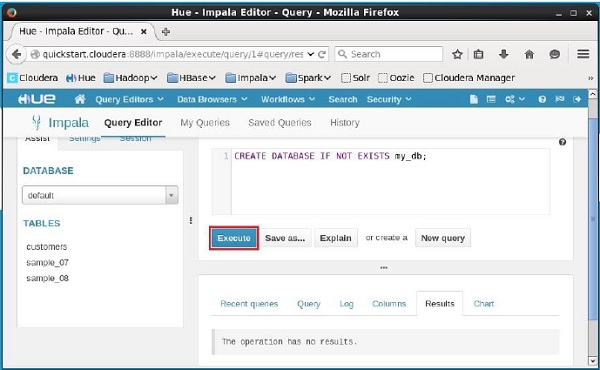 Hue - Impala Editor - Query - Mozilla Firefox
Hue - Impala Editor - Qu...
quickstart.cloudera:8888/impala/execute/query/1#query/res
Search
Cloudera Hue Hadoop HBase Impala Spark Solr Oozie Cloudera Manager
HUE Query Editors Data Browsers Workflows Search Security
Impala Query Editor My Queries Saved Queries History
Assist Settings Session
DATABASE
default
TABLES
customers
sample_07
sample_08
1 CREATE DATABASE IF NOT EXISTS my_db;
Execute Save as... Explain or create a New query
Recent queries Query Log Columns Results Chart
The operation has no results.